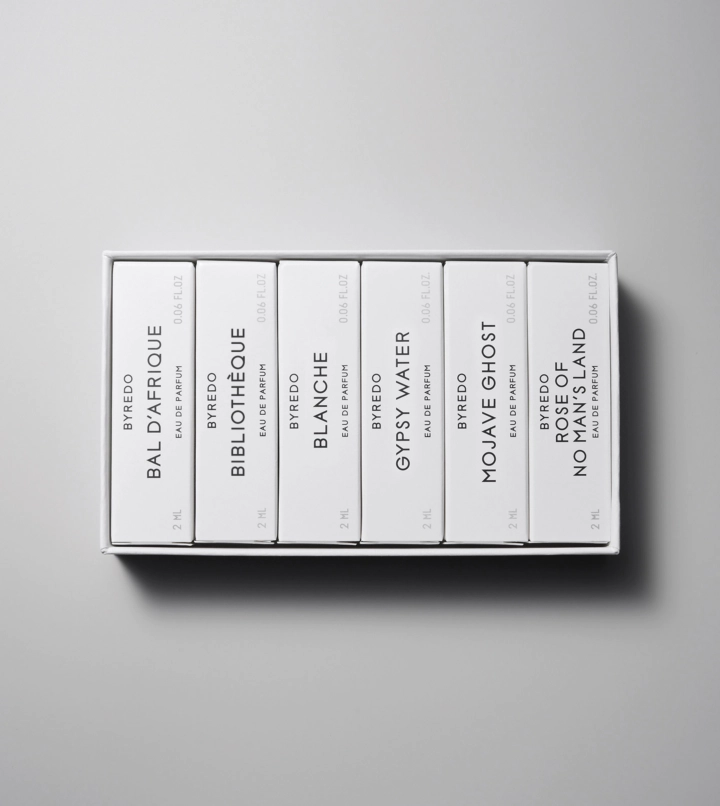 BYREDO
BAL D'AFRIQUE
EAU DE PARFUM
2 ML
0.06 FL.OZ
BYREDO
BIBLIOTHÈQUE
EAU DE PARFUM
2 ML
0.06 FL.OZ
BYREDO
BLANCHE
EAU DE PARFUM
2 ML
0.06 FL.OZ
BYREDO
GYPSY WATER
EAU DE PARFUM
2 ML
0.06 FL.OZ.
BYREDO
MOJAVE GHOST
EAU DE PARFUM
2 ML
0.06 FL.OZ
BYREDO
ROSE OF
NO MAN'S LAND
EAU DE PARFUM
2 ML
0.06 FL.OZ.